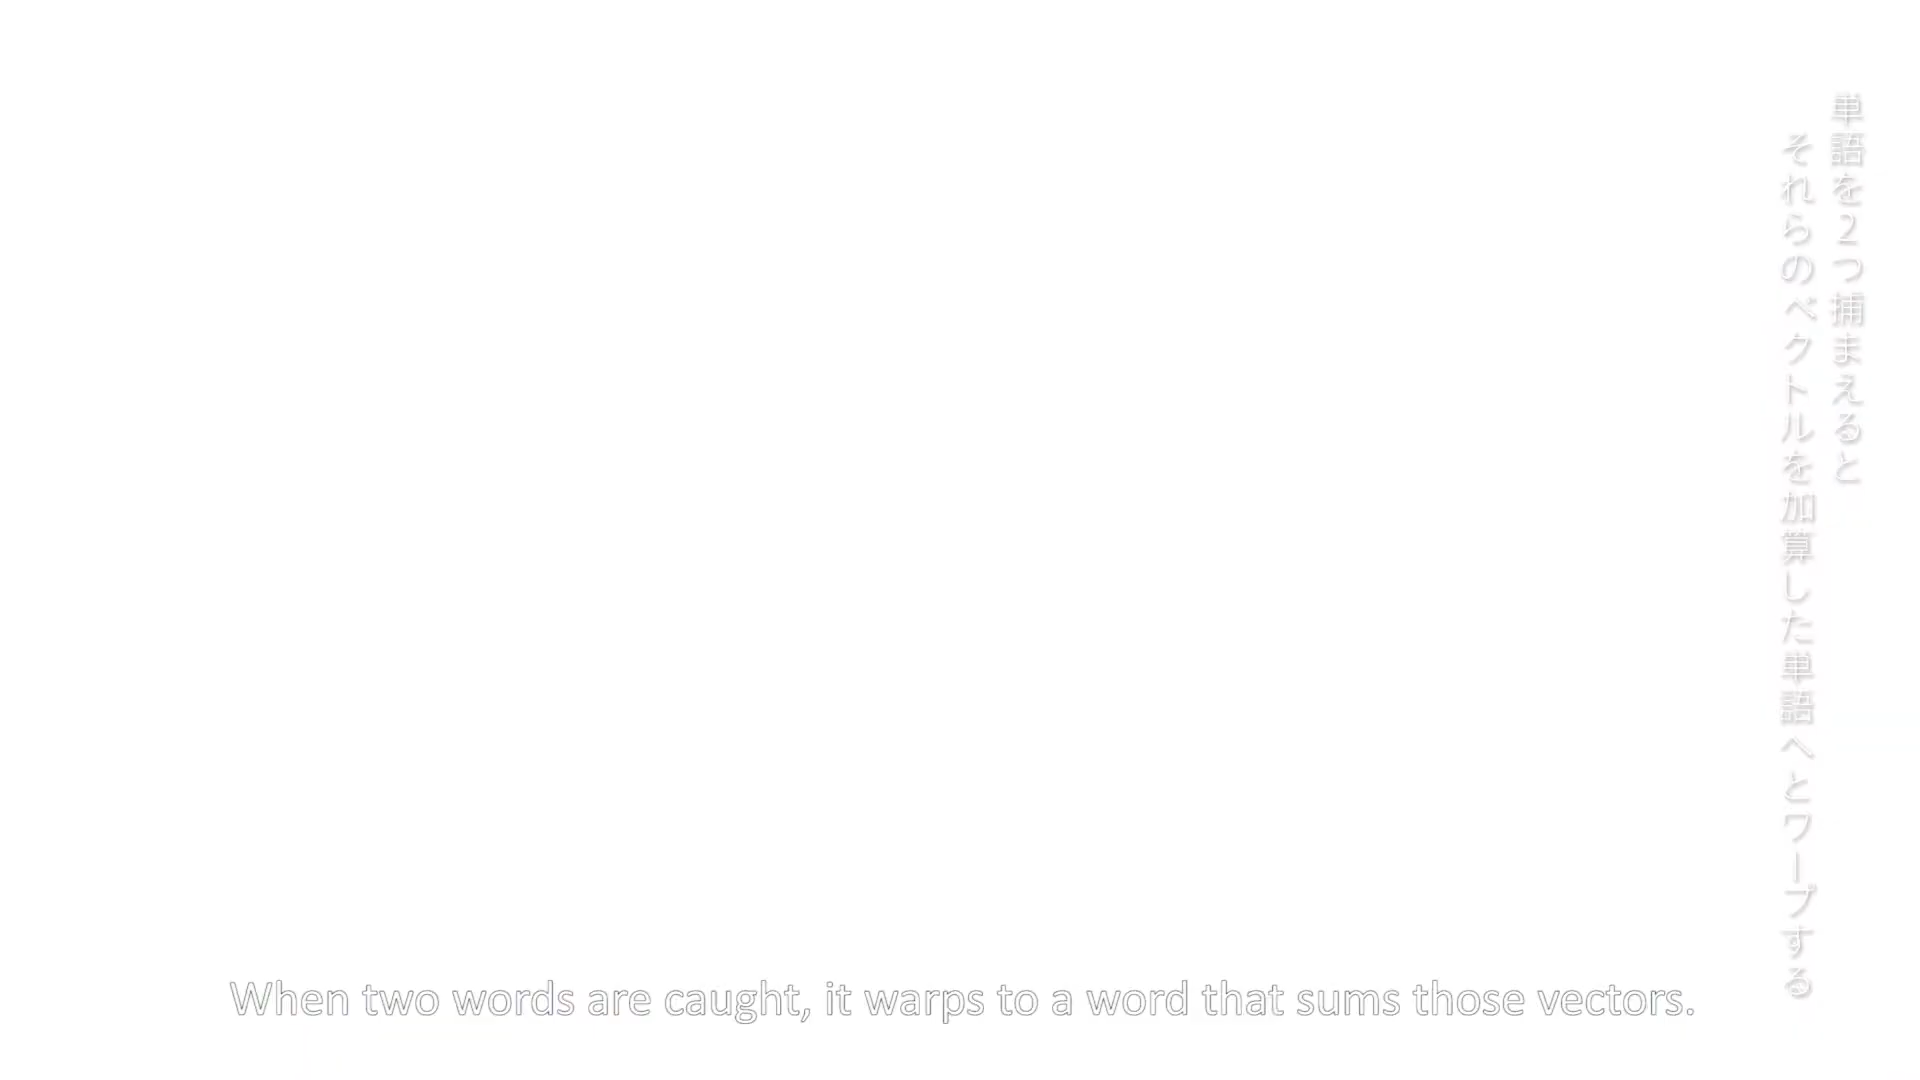 単語を2つ捕まえると
それらのベクトルを加算した単語へとワープする
When two words are caught, it warps to a word that sums those vectors.